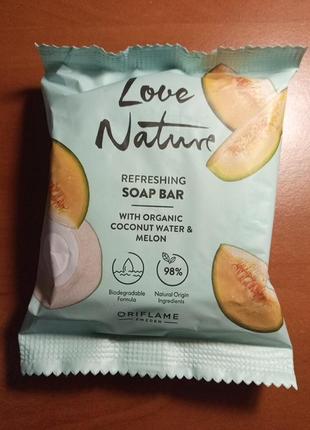 Love
Nature
REFRESHING
SOAP BAR
WITH ORGANIC
COCONUT WATER &
MELON
98%
Biodegradable
Formula
Natural Origin
Ingredients
ORIFLAME
SWEDEN